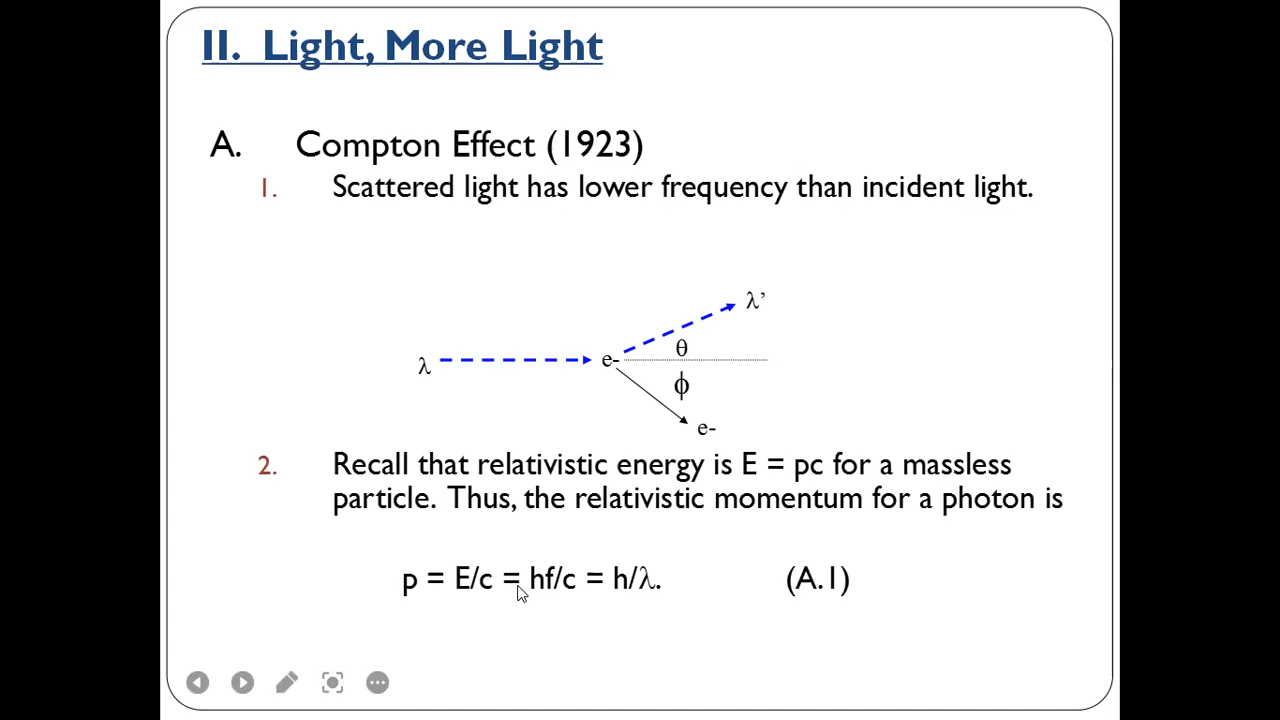 II. Light, More Light
A. Compton Effect (1923)
1. Scattered light has lower frequency than incident light.
λ’
θ
λ
e-
ϕ
e-
2. Recall that relativistic energy is E = pc for a massless
particle. Thus, the relativistic momentum for a photon is
p = E/c = hf/c = h/λ. (A.1)